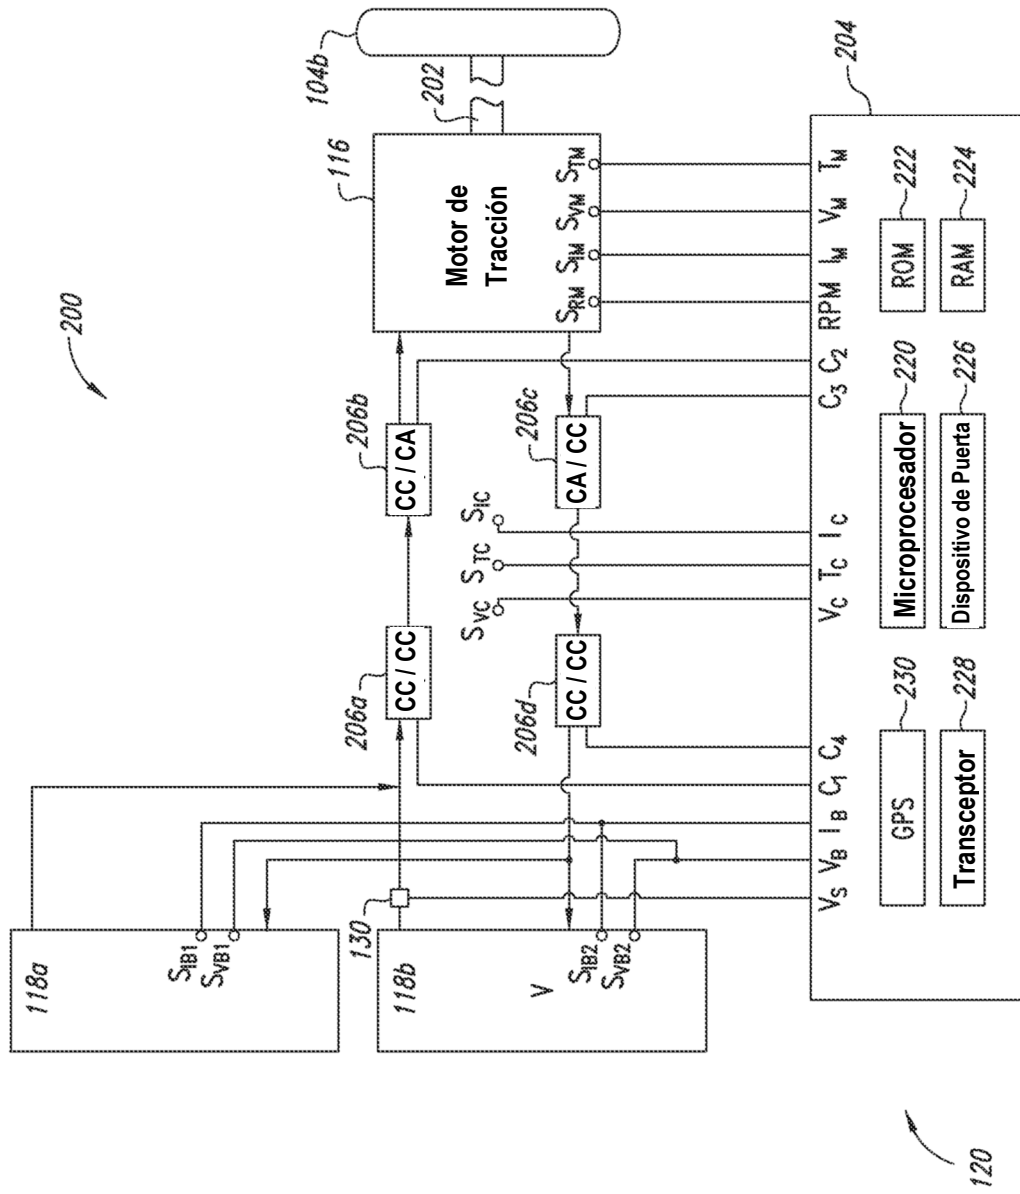 200
104b
202
116
Motor de
Tracción
S_RM
S_IM
S_VM
S_TM
206b
CC / CA
206a
CC / CC
206c
CA / CC
206d
CC / CC
S_VC
S_TC
S_IC
118a
S_IB1
S_VB1
130
118b
V
S_IB2
S_VB2
V_S
V_B
I_B
C_1
C_4
V_C
T_C
I_C
C_3
C_2
RPM
I_M
V_M
T_M
204
GPS
230
Microprocesador
220
ROM
222
Transceptor
228
Dispositivo de Puerta
226
RAM
224
120